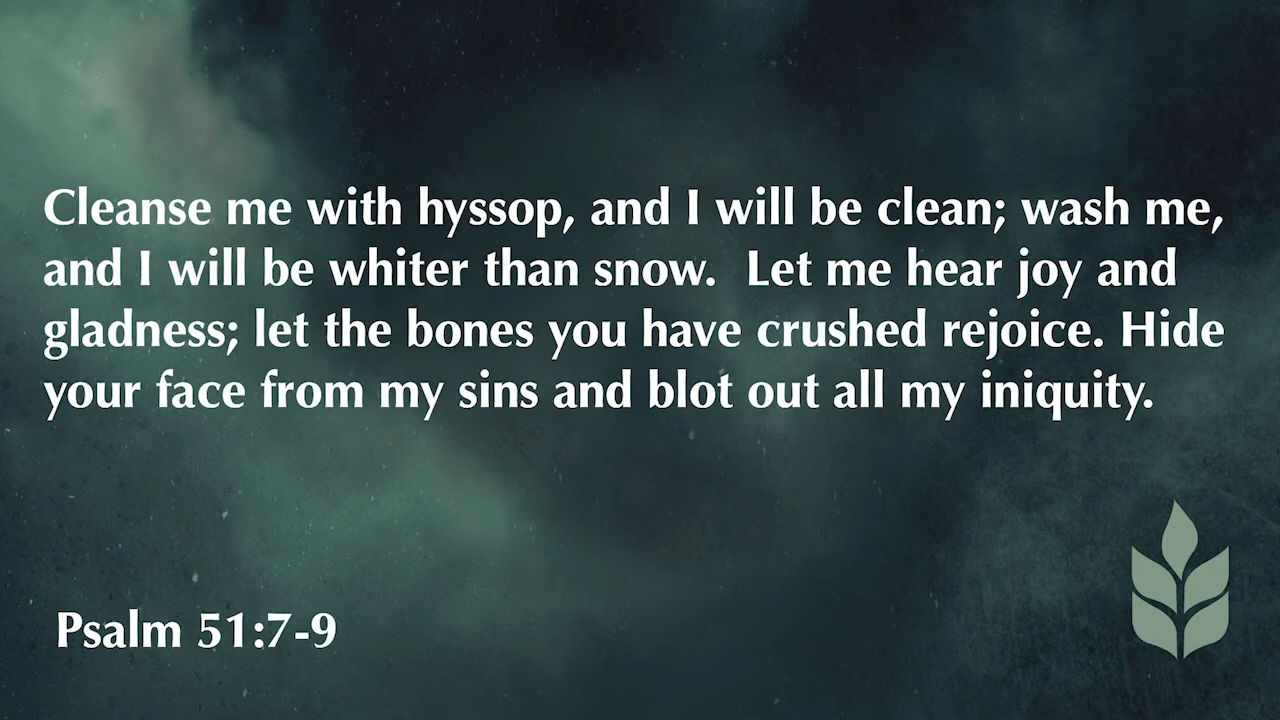 Cleanse me with hyssop, and I will be clean; wash me,
and I will be whiter than snow.  Let me hear joy and
gladness; let the bones you have crushed rejoice. Hide
your face from my sins and blot out all my iniquity.
Psalm 51:7-9